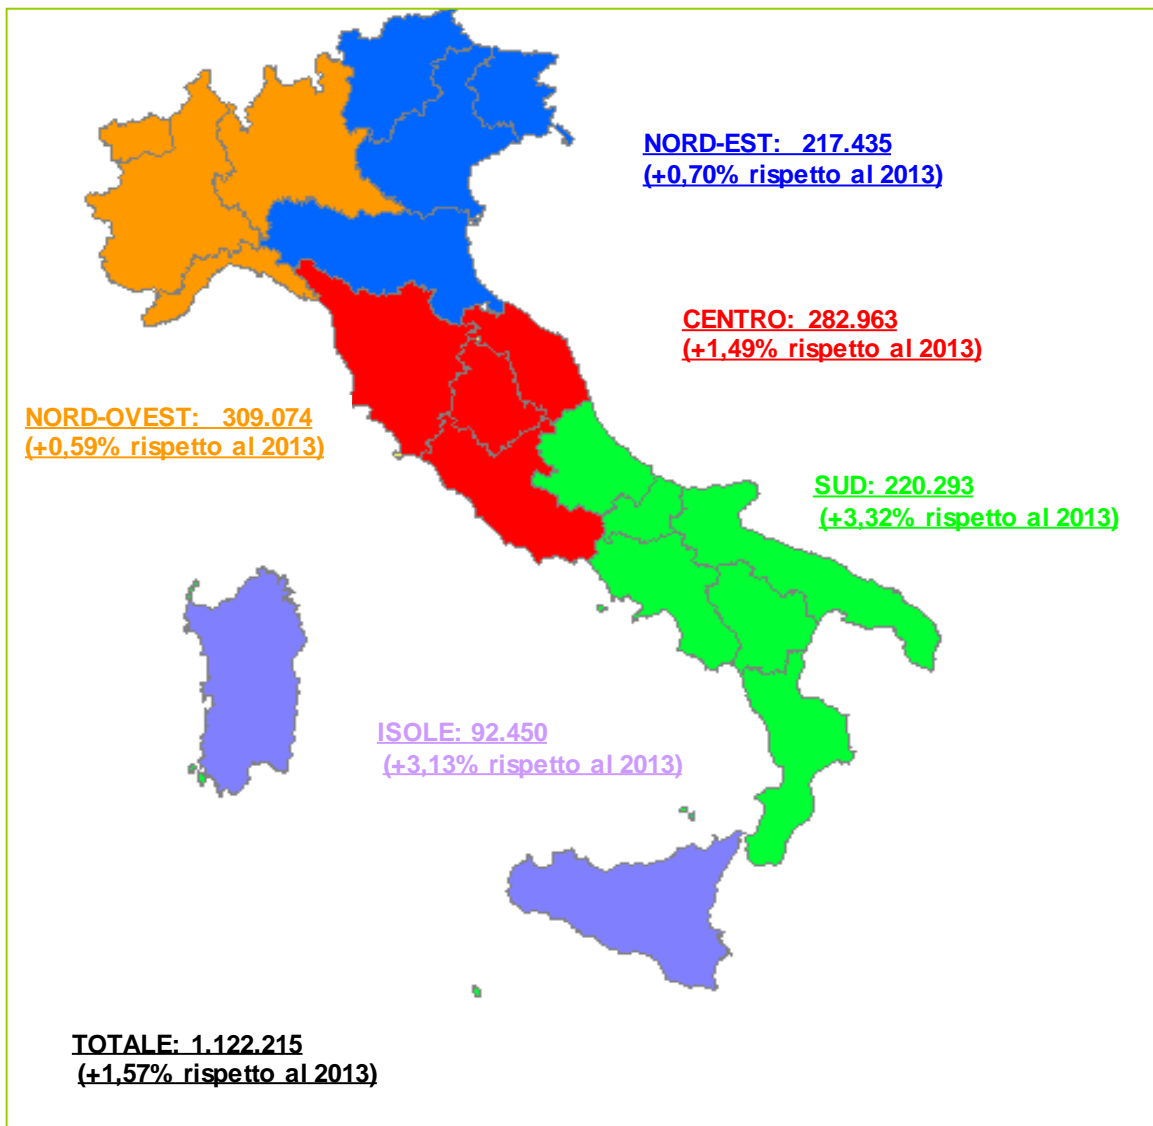 NORD-EST: 217.435
(+0,70% rispetto al 2013)
CENTRO: 282.963
(+1,49% rispetto al 2013)
NORD-OVEST: 309.074
(+0,59% rispetto al 2013)
SUD: 220.293
(+3,32% rispetto al 2013)
ISOLE: 92.450
(+3,13% rispetto al 2013)
TOTALE: 1.122.215
(+1,57% rispetto al 2013)